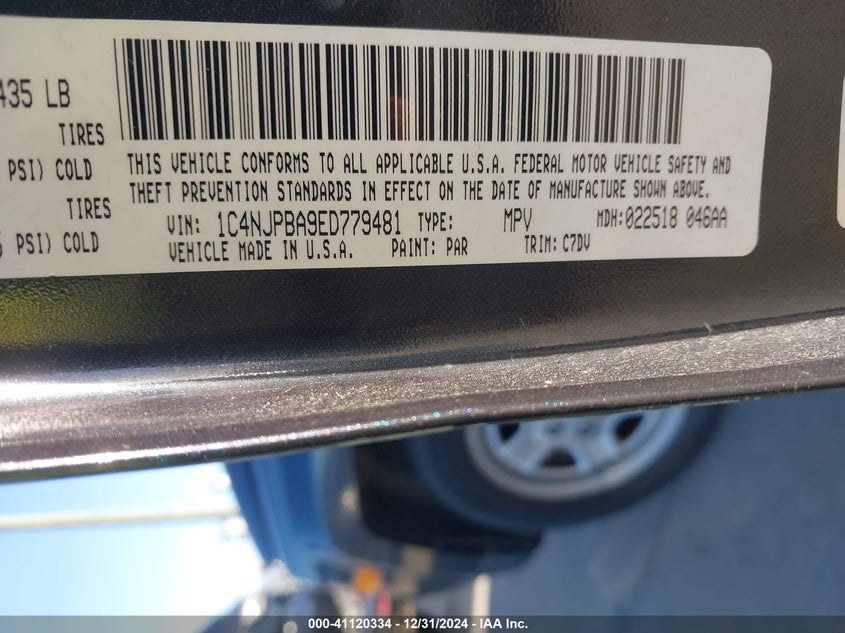 435 LB
TIRES
PSI) COLD
TIRES
PSI) COLD
THIS VEHICLE CONFORMS TO ALL APPLICABLE U.S.A. FEDERAL MOTOR VEHICLE SAFETY AND
THEFT PREVENTION STANDARDS IN EFFECT ON THE DATE OF MANUFACTURE SHOWN ABOVE.
VIN: 1C4NJPBA9ED779481 TYPE: MPV MDH:022518 046AA
VEHICLE MADE IN U.S.A. PAINT: PAR TRIM: C7DV
000-41120334 - 12/31/2024 - IAA Inc.